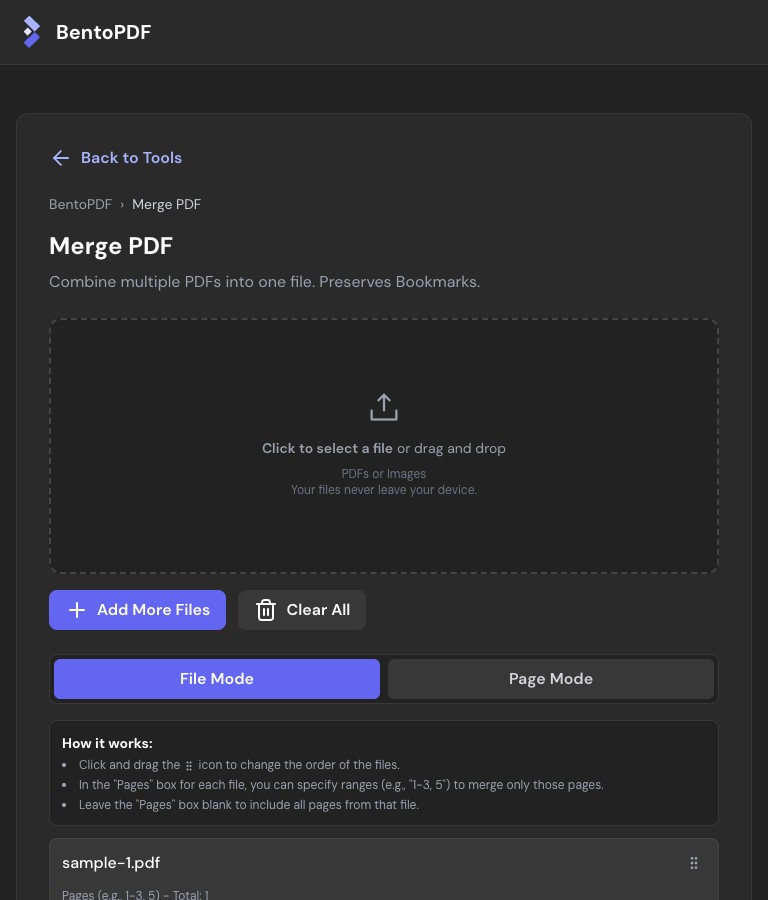 BentoPDF
Back to Tools
BentoPDF › Merge PDF
Merge PDF
Combine multiple PDFs into one file. Preserves Bookmarks.
Click to select a file or drag and drop
PDFs or Images
Your files never leave your device.
Add More Files
Clear All
File Mode
Page Mode
How it works:
• Click and drag the ⠿ icon to change the order of the files.
• In the "Pages" box for each file, you can specify ranges (e.g., "1-3, 5") to merge only those pages.
• Leave the "Pages" box blank to include all pages from that file.
sample-1.pdf
Pages (e.g., 1-3, 5) - Total: 1